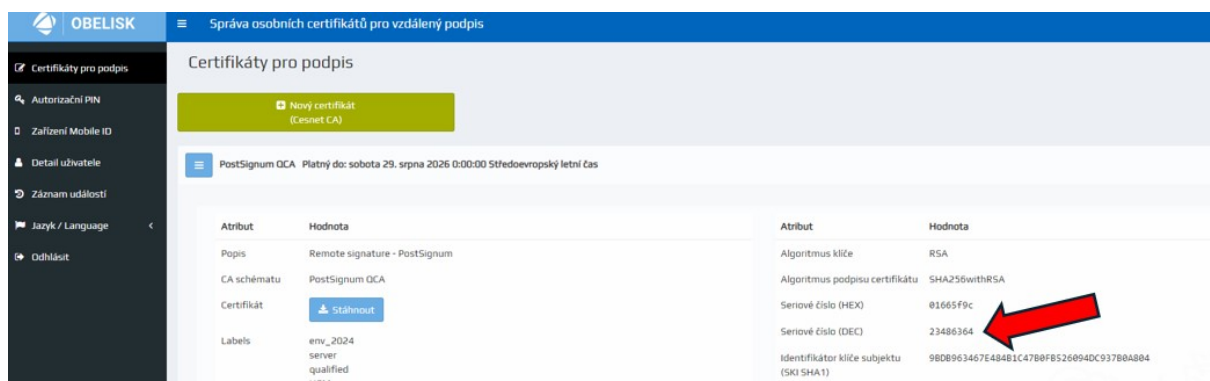 OBELISK
Správa osobních certifikátů pro vzdálený podpis
Certifikáty pro podpis
Autorizační PIN
Zařízení Mobile ID
Detail uživatele
Záznam událostí
Jazyk / Language
Odhlásit
Certifikáty pro podpis
Nový certifikát
(Cesnet CA)
PostSignum QCA Platný do: sobota 29. srpna 2026 0:00:00 Středoevropský letní čas
Atribut Hodnota
Popis Remote signature - PostSignum
CA schématu PostSignum QCA
Certifikát Stáhnout
Labels env_2024
server
qualified
Atribut Hodnota
Algoritmus klíče RSA
Algoritmus podpisu certifikátu SHA256withRSA
Seriové číslo (HEX) 01665f9c
Seriové číslo (DEC) 23486364
Identifikátor klíče subjektu 9BDB963467E484B1C47B0FB526094DC937B0A804
(SKI SHA1)